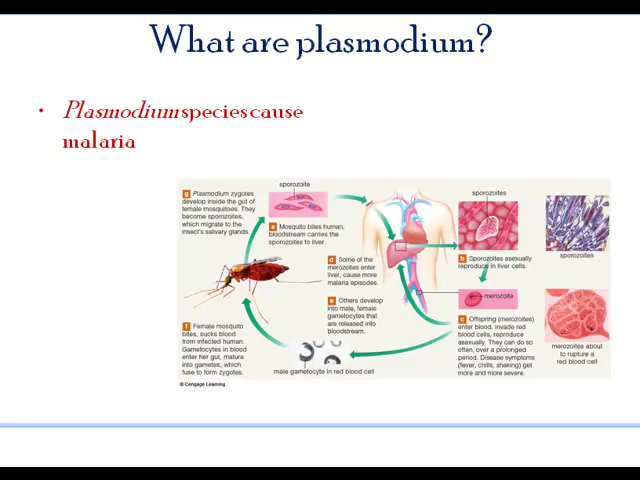 What are plasmodium?
• Plasmodium species cause
malaria
g Plasmodium zygotes
develop inside the gut of
female mosquitoes. They
become sporozoites,
which migrate to the
insect's salivary glands.
sporozoite
a Mosquito bites human,
bloodstream carries the
sporozoites to liver.
sporozoites
b Sporozoites asexually
reproduce in liver cells.
sporozoites
d Some of the
merozoites enter
liver, cause more
malaria episodes.
merozoite
e Others develop
into male, female
gametocytes that
are released into
bloodstream.
c Offspring (merozoites)
enter blood, invade red
blood cells, reproduce
asexually. They can do so
often, over a prolonged
period. Disease symptoms
(fever, chills, shaking) get
more and more severe.
merozoites about
to rupture a
red blood cell
f Female mosquito
bites, sucks blood
from infected human.
Gametocytes in blood
enter her gut, mature
into gametes, which
fuse to form zygotes.
male gametocyte in red blood cell
© Cengage Learning